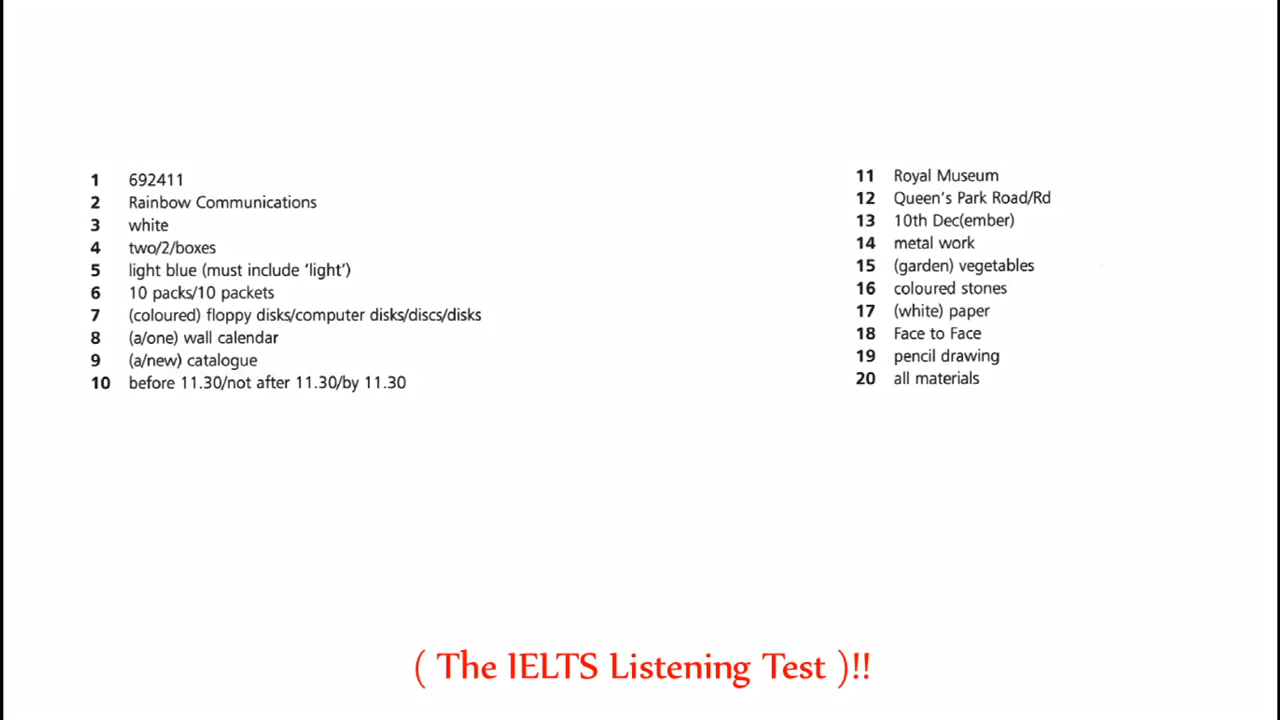 1 692411
2 Rainbow Communications
3 white
4 two/2/boxes
5 light blue (must include 'light')
6 10 packs/10 packets
7 (coloured) floppy disks/computer disks/discs/disks
8 (a/one) wall calendar
9 (a/new) catalogue
10 before 11.30/not after 11.30/by 11.30
11 Royal Museum
12 Queen's Park Road/Rd
13 10th Dec(ember)
14 metal work
15 (garden) vegetables
16 coloured stones
17 (white) paper
18 Face to Face
19 pencil drawing
20 all materials
( The IELTS Listening Test )!!